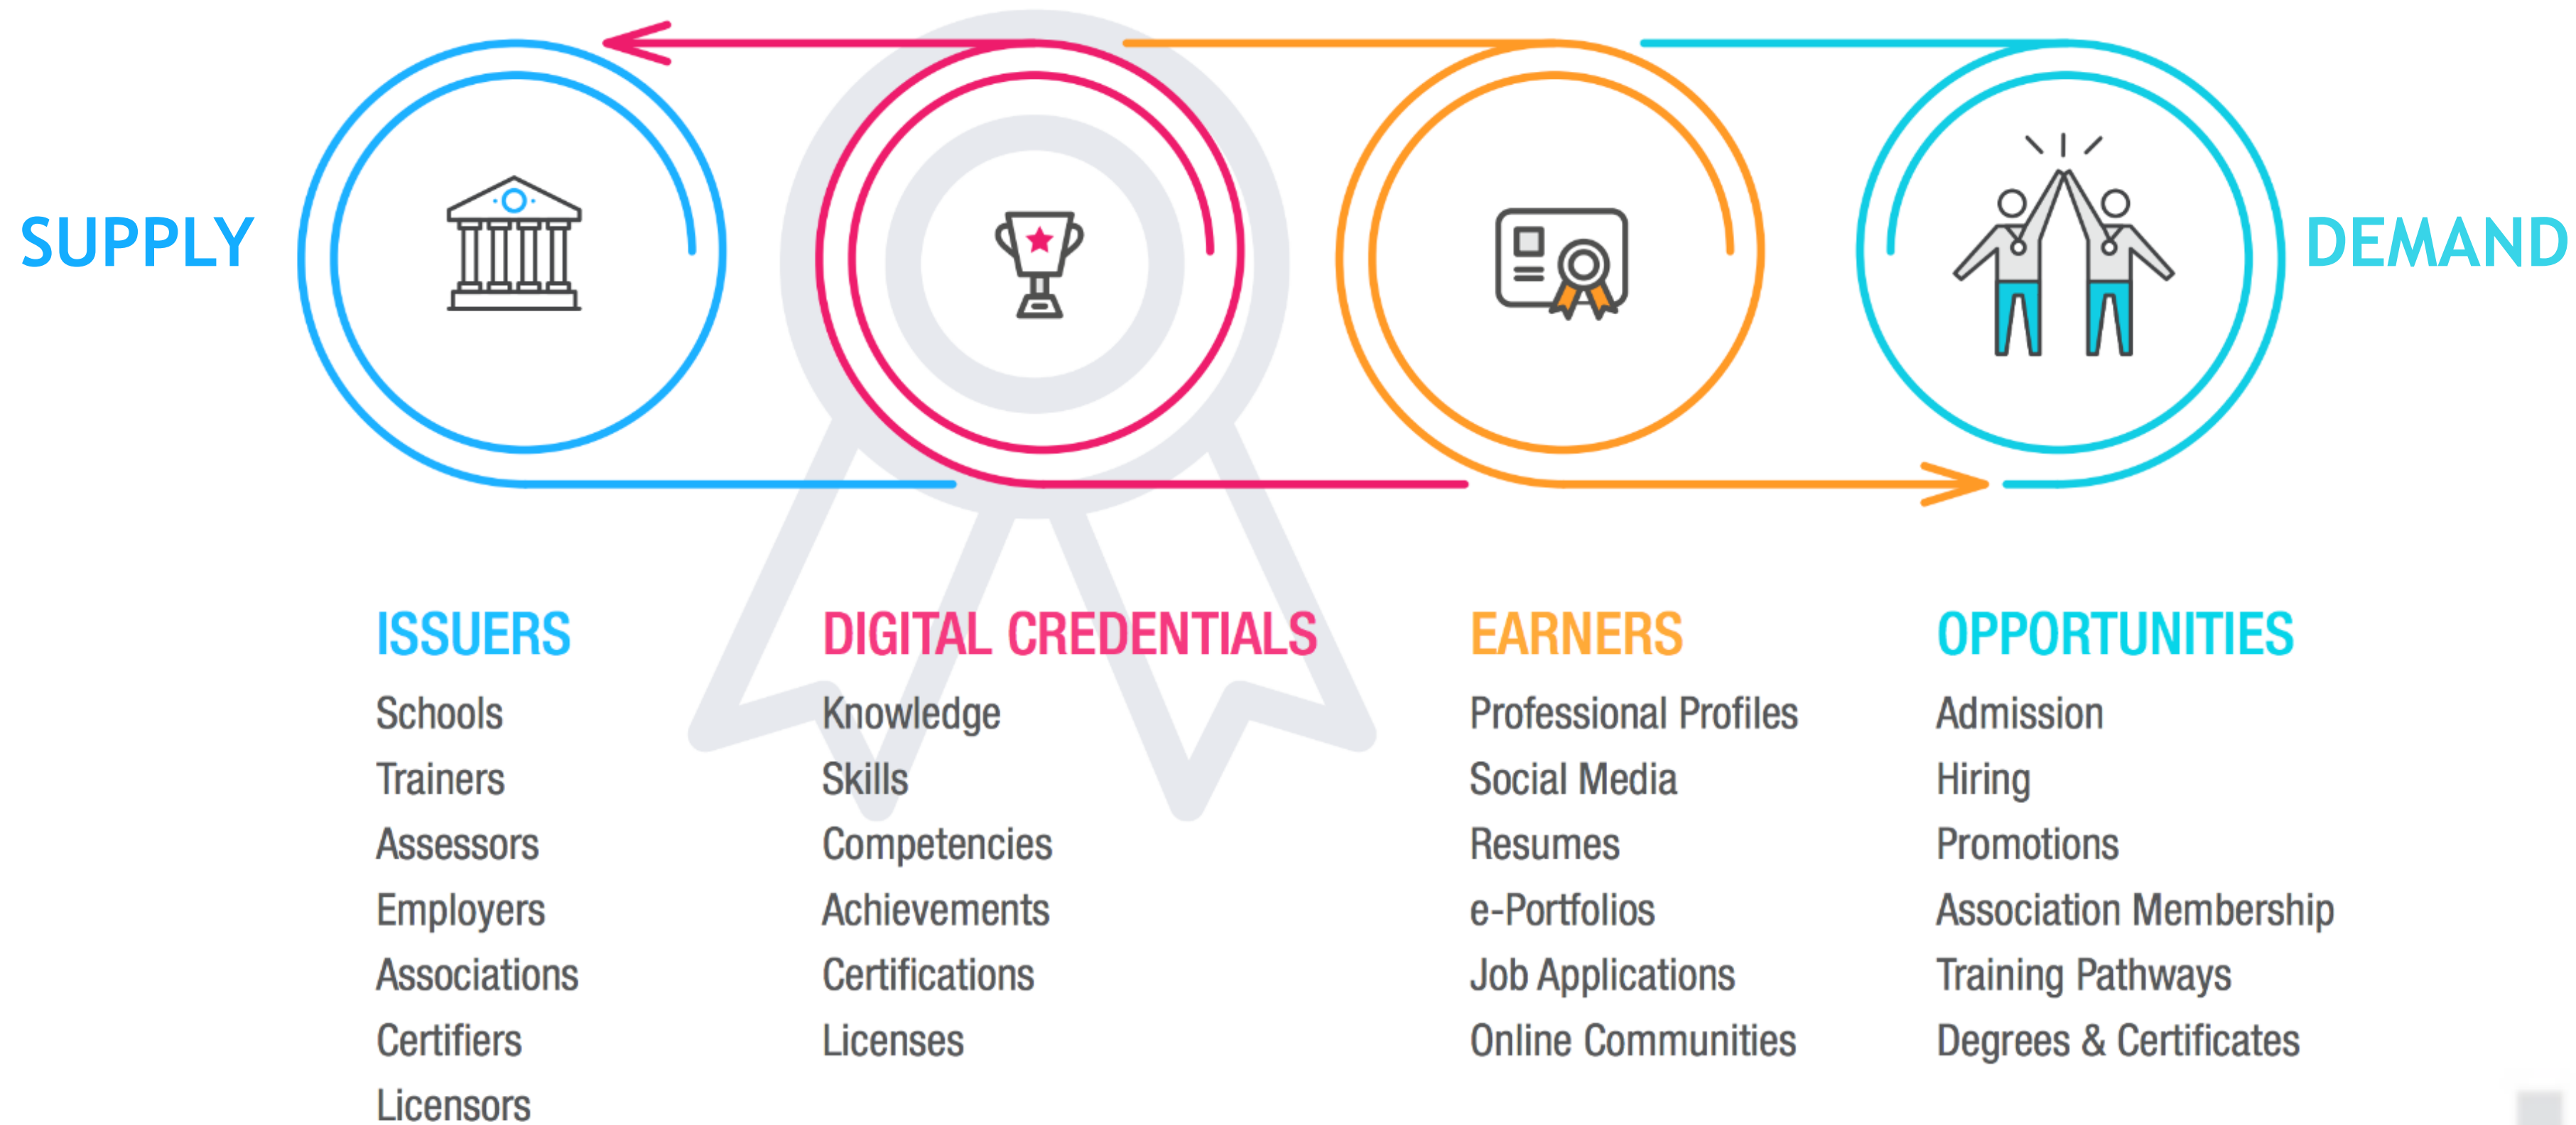 SUPPLY
DEMAND
ISSUERS
Schools
Trainers
Assessors
Employers
Associations
Certifiers
Licensors
DIGITAL CREDENTIALS
Knowledge
Skills
Competencies
Achievements
Certifications
Licenses
EARNERS
Professional Profiles
Social Media
Resumes
e-Portfolios
Job Applications
Online Communities
OPPORTUNITIES
Admission
Hiring
Promotions
Association Membership
Training Pathways
Degrees & Certificates